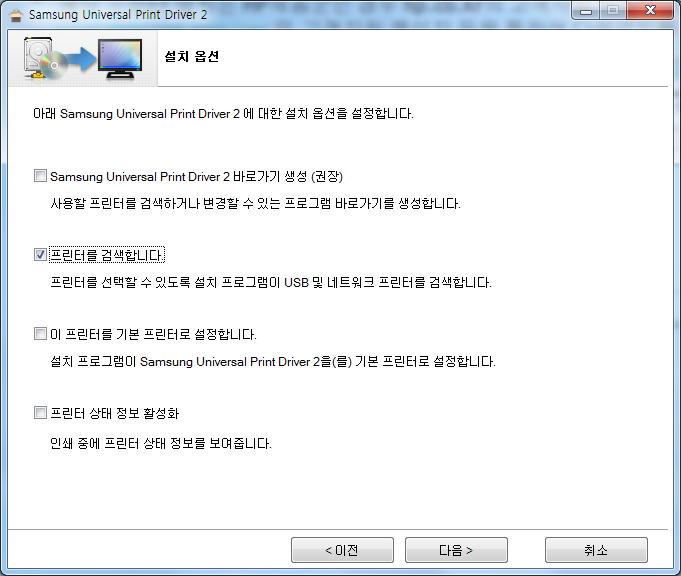 Samsung Universal Print Driver 2
설치 옵션
아래 Samsung Universal Print Driver 2 에 대한 설치 옵션을 설정합니다.
Samsung Universal Print Driver 2 바로가기 생성 (권장)
사용할 프린터를 검색하거나 변경할 수 있는 프로그램 바로가기를 생성합니다.
프린터를 검색합니다.
프린터를 선택할 수 있도록 설치 프로그램이 USB 및 네트워크 프린터를 검색합니다.
이 프린터를 기본 프린터로 설정합니다.
설치 프로그램이 Samsung Universal Print Driver 2을(를) 기본 프린터로 설정합니다.
프린터 상태 정보 활성화
인쇄 중에 프린터 상태 정보를 보여줍니다.
< 이전
다음 >
취소